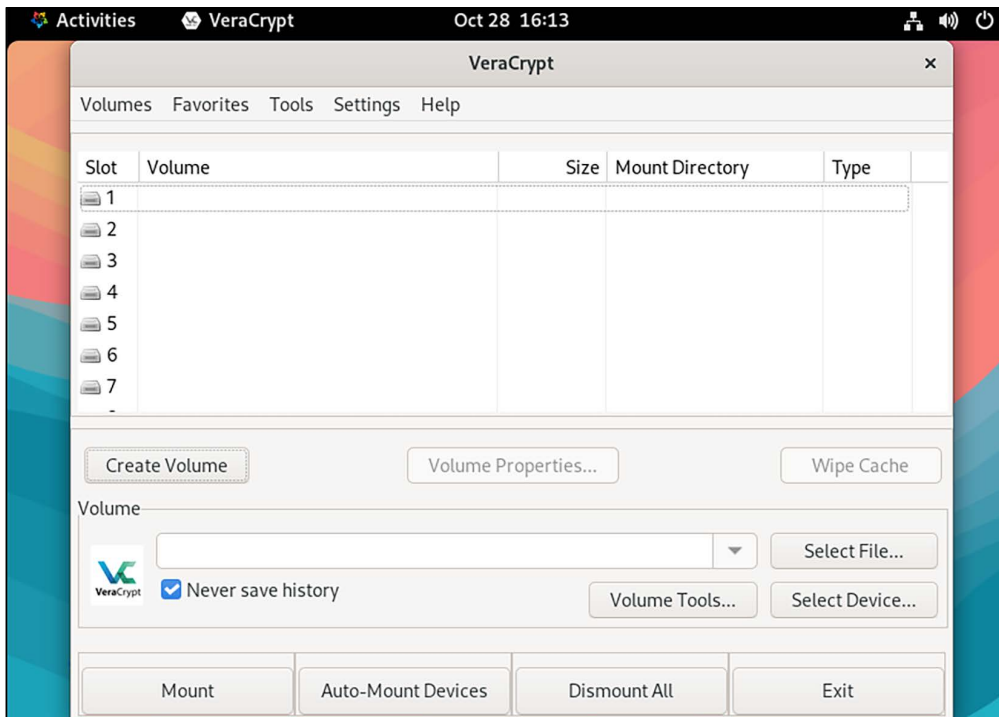 Activities VeraCrypt Oct 28 16:13
VeraCrypt ×
Volumes Favorites Tools Settings Help
Slot Volume Size Mount Directory Type
1
2
3
4
5
6
7
Create Volume Volume Properties... Wipe Cache
Volume
Select File...
VeraCrypt Never save history
Volume Tools... Select Device...
Mount Auto-Mount Devices Dismount All Exit